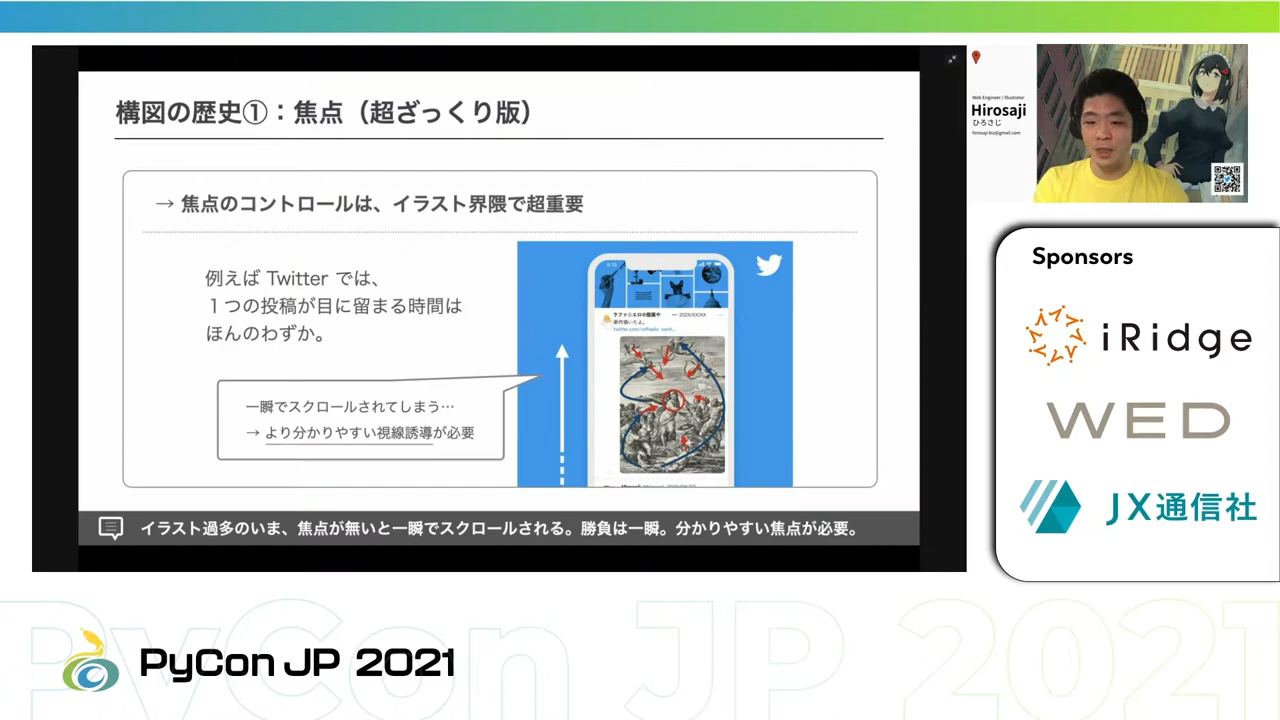 構図の歴史①:焦点(超ざっくり版)
→ 焦点のコントロールは、イラスト界隈で超重要
例えば Twitter では、
1つの投稿が目に留まる時間は
ほんのわずか。
一瞬でスクロールされてしまう…
→ より分かりやすい視線誘導が必要
イラスト過多のいま、焦点が無いと一瞬でスクロールされる。勝負は一瞬。分かりやすい焦点が必要。
Web Engineer / Illustrator
Hirosaji
ひろさじ
hirosaji.biz@gmail.com
Sponsors
iRidge
WED
JX通信社
PyCon JP 2021
PyCon JP 2021